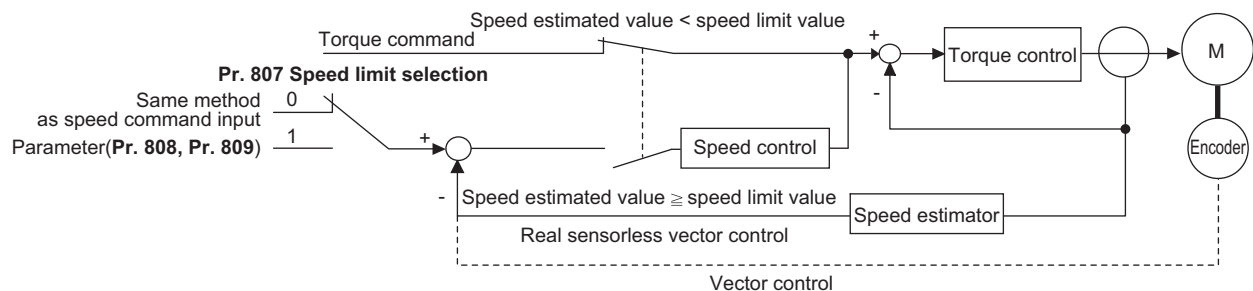 Speed estimated value < speed limit value
Torque command
+
Torque control
M
Pr. 807 Speed limit selection
-
Same method
as speed command input
0
1
Parameter(Pr. 808, Pr. 809)
+
Speed control
Encoder
-
Speed estimated value ≧ speed limit value
Speed estimator
Real sensorless vector control
Vector control